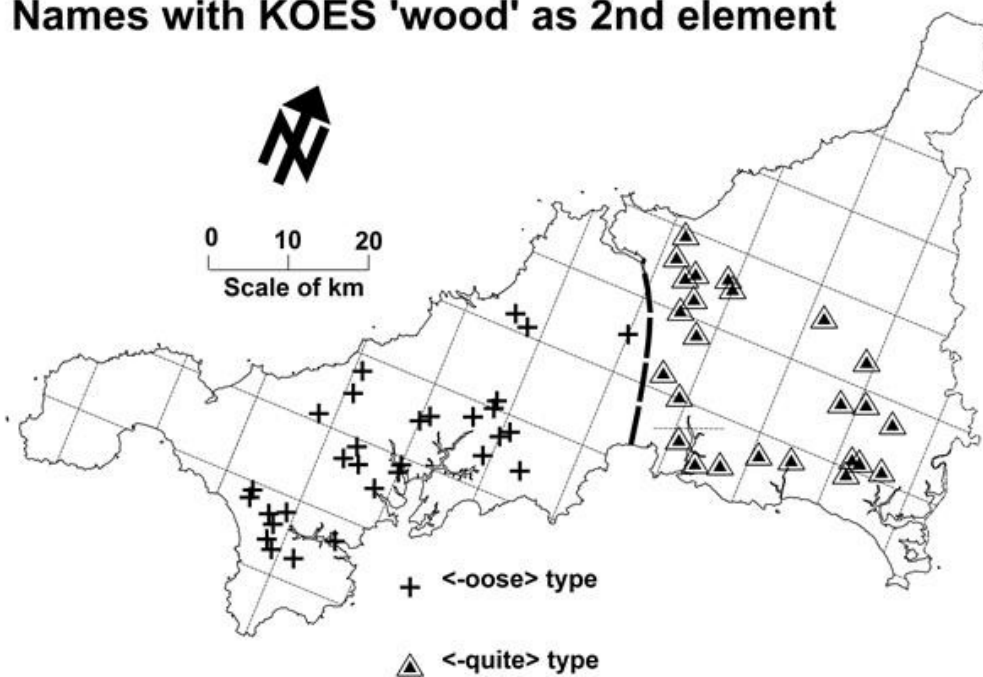 Names with KOES 'wood' as 2nd element
N
0 10 20
Scale of km
<-oose> type
<-quite> type